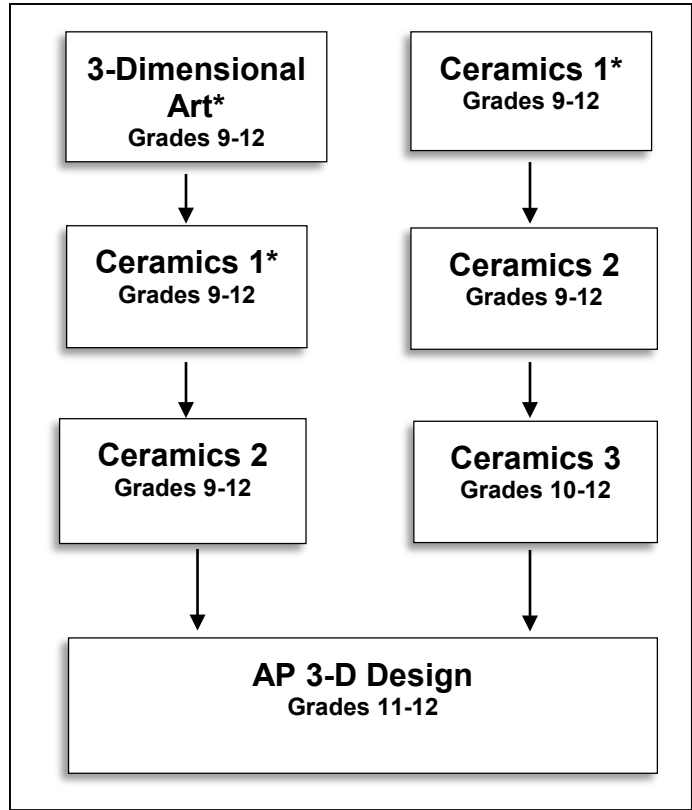 3-Dimensional
Art*
Grades 9-12
Ceramics 1*
Grades 9-12
Ceramics 1*
Grades 9-12
Ceramics 2
Grades 9-12
Ceramics 2
Grades 9-12
Ceramics 3
Grades 10-12
AP 3-D Design
Grades 11-12